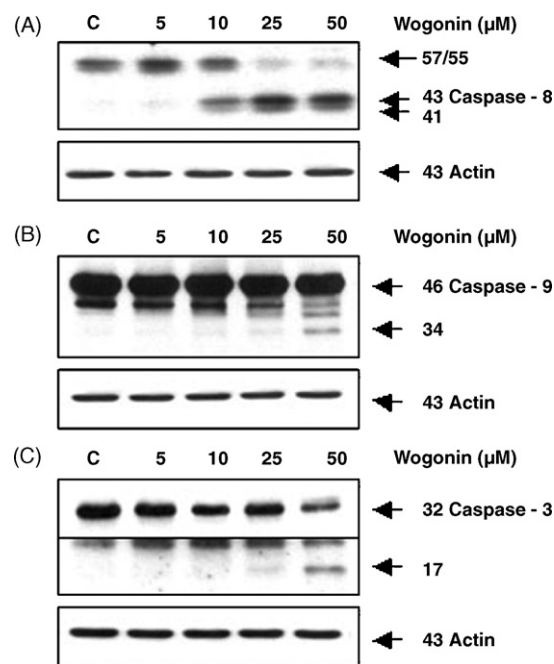 (A)
C 5 10 25 50 Wogonin (µM)
57/55
43 Caspase - 8
41
43 Actin
(B)
C 5 10 25 50 Wogonin (µM)
46 Caspase - 9
34
43 Actin
(C)
C 5 10 25 50 Wogonin (µM)
32 Caspase - 3
17
43 Actin